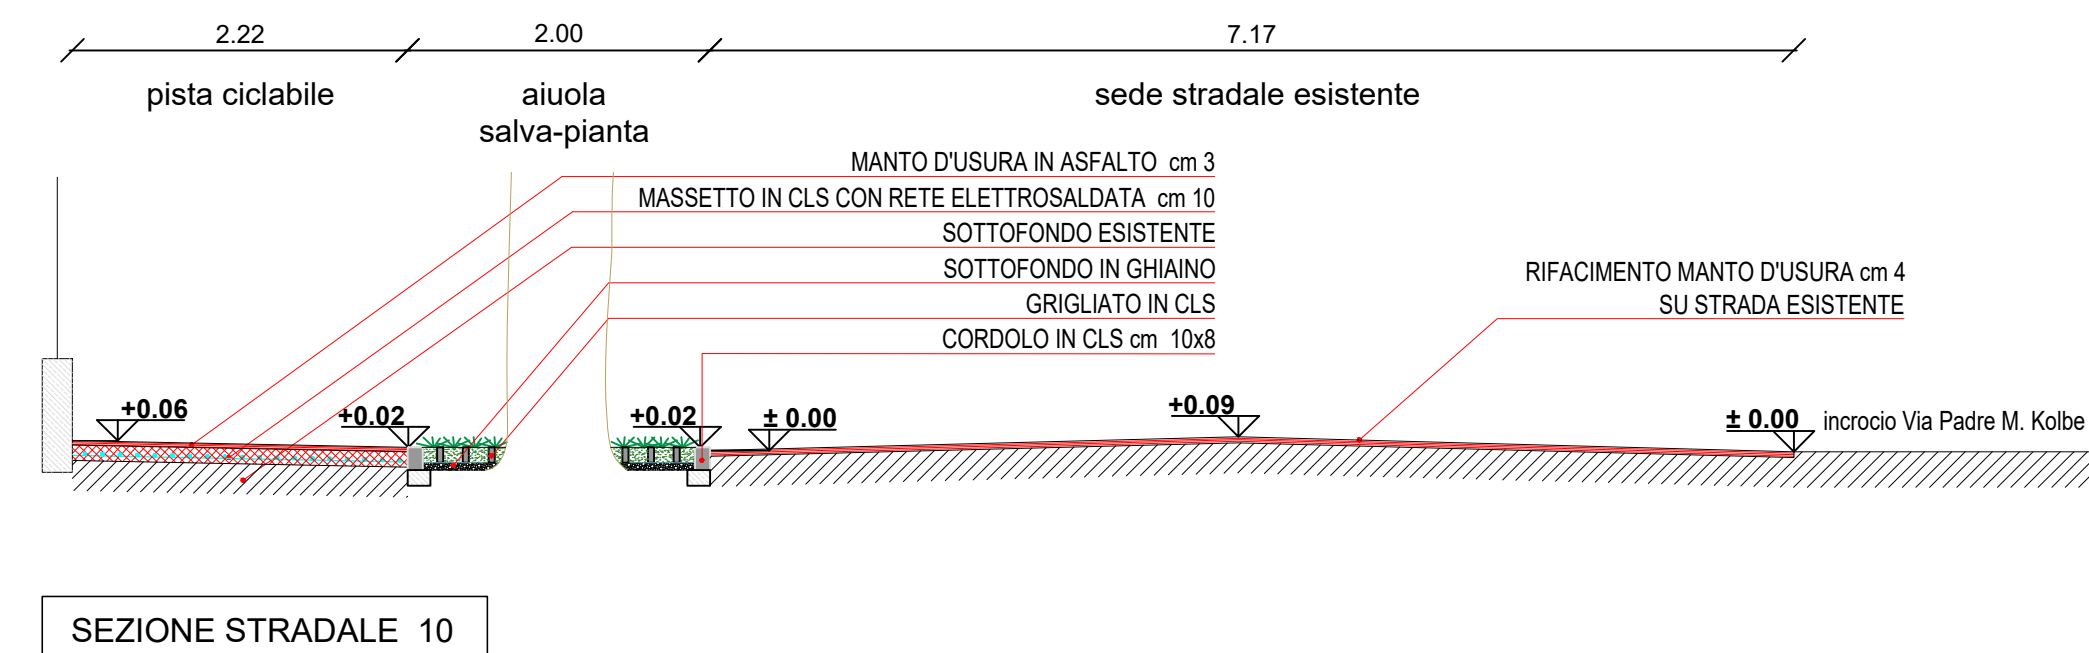 2.22 2.00 7.17
pista ciclabile aiuola sede stradale esistente
salva-pianta
MANTO D'USURA IN ASFALTO cm 3
MASSETTO IN CLS CON RETE ELETTROSALDATA cm 10
SOTTOFONDO ESISTENTE
SOTTOFONDO IN GHIAINO
GRIGLIATO IN CLS
CORDOLO IN CLS cm 10x8
RIFACIMENTO MANTO D'USURA cm 4
SU STRADA ESISTENTE
+0.06 +0.02 +0.02 ± 0.00 +0.09 ± 0.00 incrocio Via Padre M. Kolbe
SEZIONE STRADALE 10